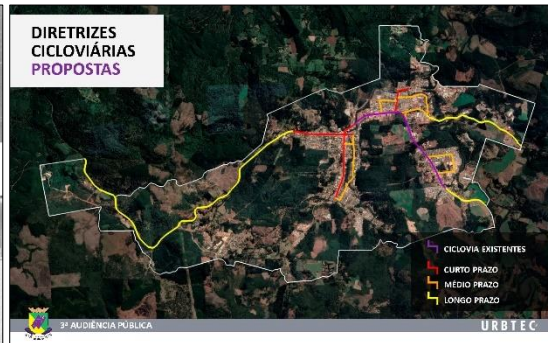 DIRETRIZES
CICLOVIÁRIAS
PROPOSTAS
CICLOVIA EXISTENTES
CURTO PRAZO
MÉDIO PRAZO
LONGO PRAZO
3ª AUDIÊNCIA PÚBLICA
URBTEC